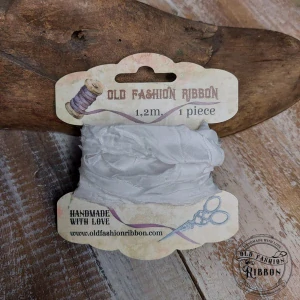 OLD FASHION RIBBON
1,2m, 1 piece
HANDMADE
WITH LOVE
www.oldfashionribbon.com
OLD FASHION
RIBBON